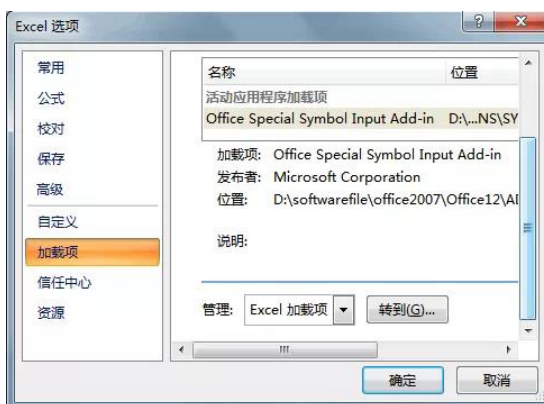 Excel 选项
常用
公式
校对
保存
高级
自定义
加载项
信任中心
资源
名称 位置
活动应用程序加载项
Office Special Symbol Input Add-in D:\...NS\SY
加载项: Office Special Symbol Input Add-in
发布者: Microsoft Corporation
位置: D:\softwarefile\office2007\Office12\AI
说明:
管理: Excel 加载项 转到(G)...
确定 取消